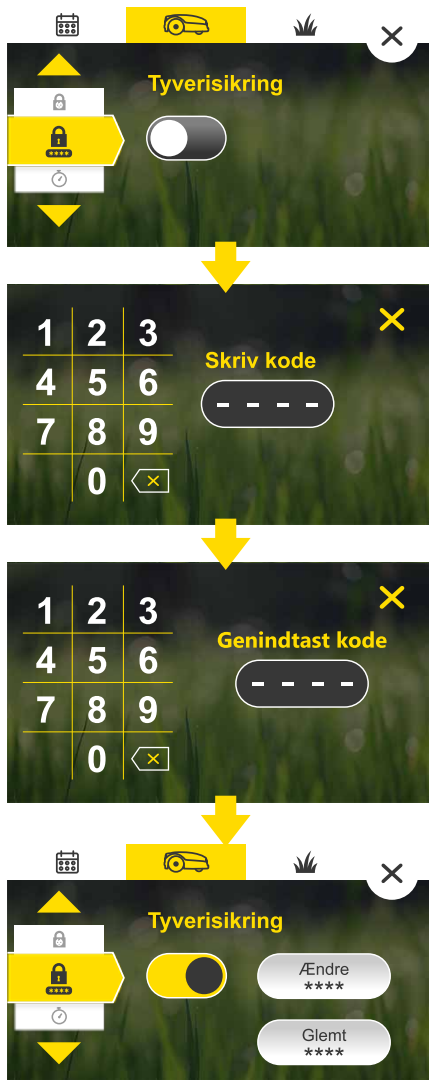 Tyverisikring
****
1 2 3
4 5 6
7 8 9
0
Skriv kode
- - - -
1 2 3
4 5 6
7 8 9
0
Genindtast kode
- - - -
Tyverisikring
****
Ændre
****
Glemt
****